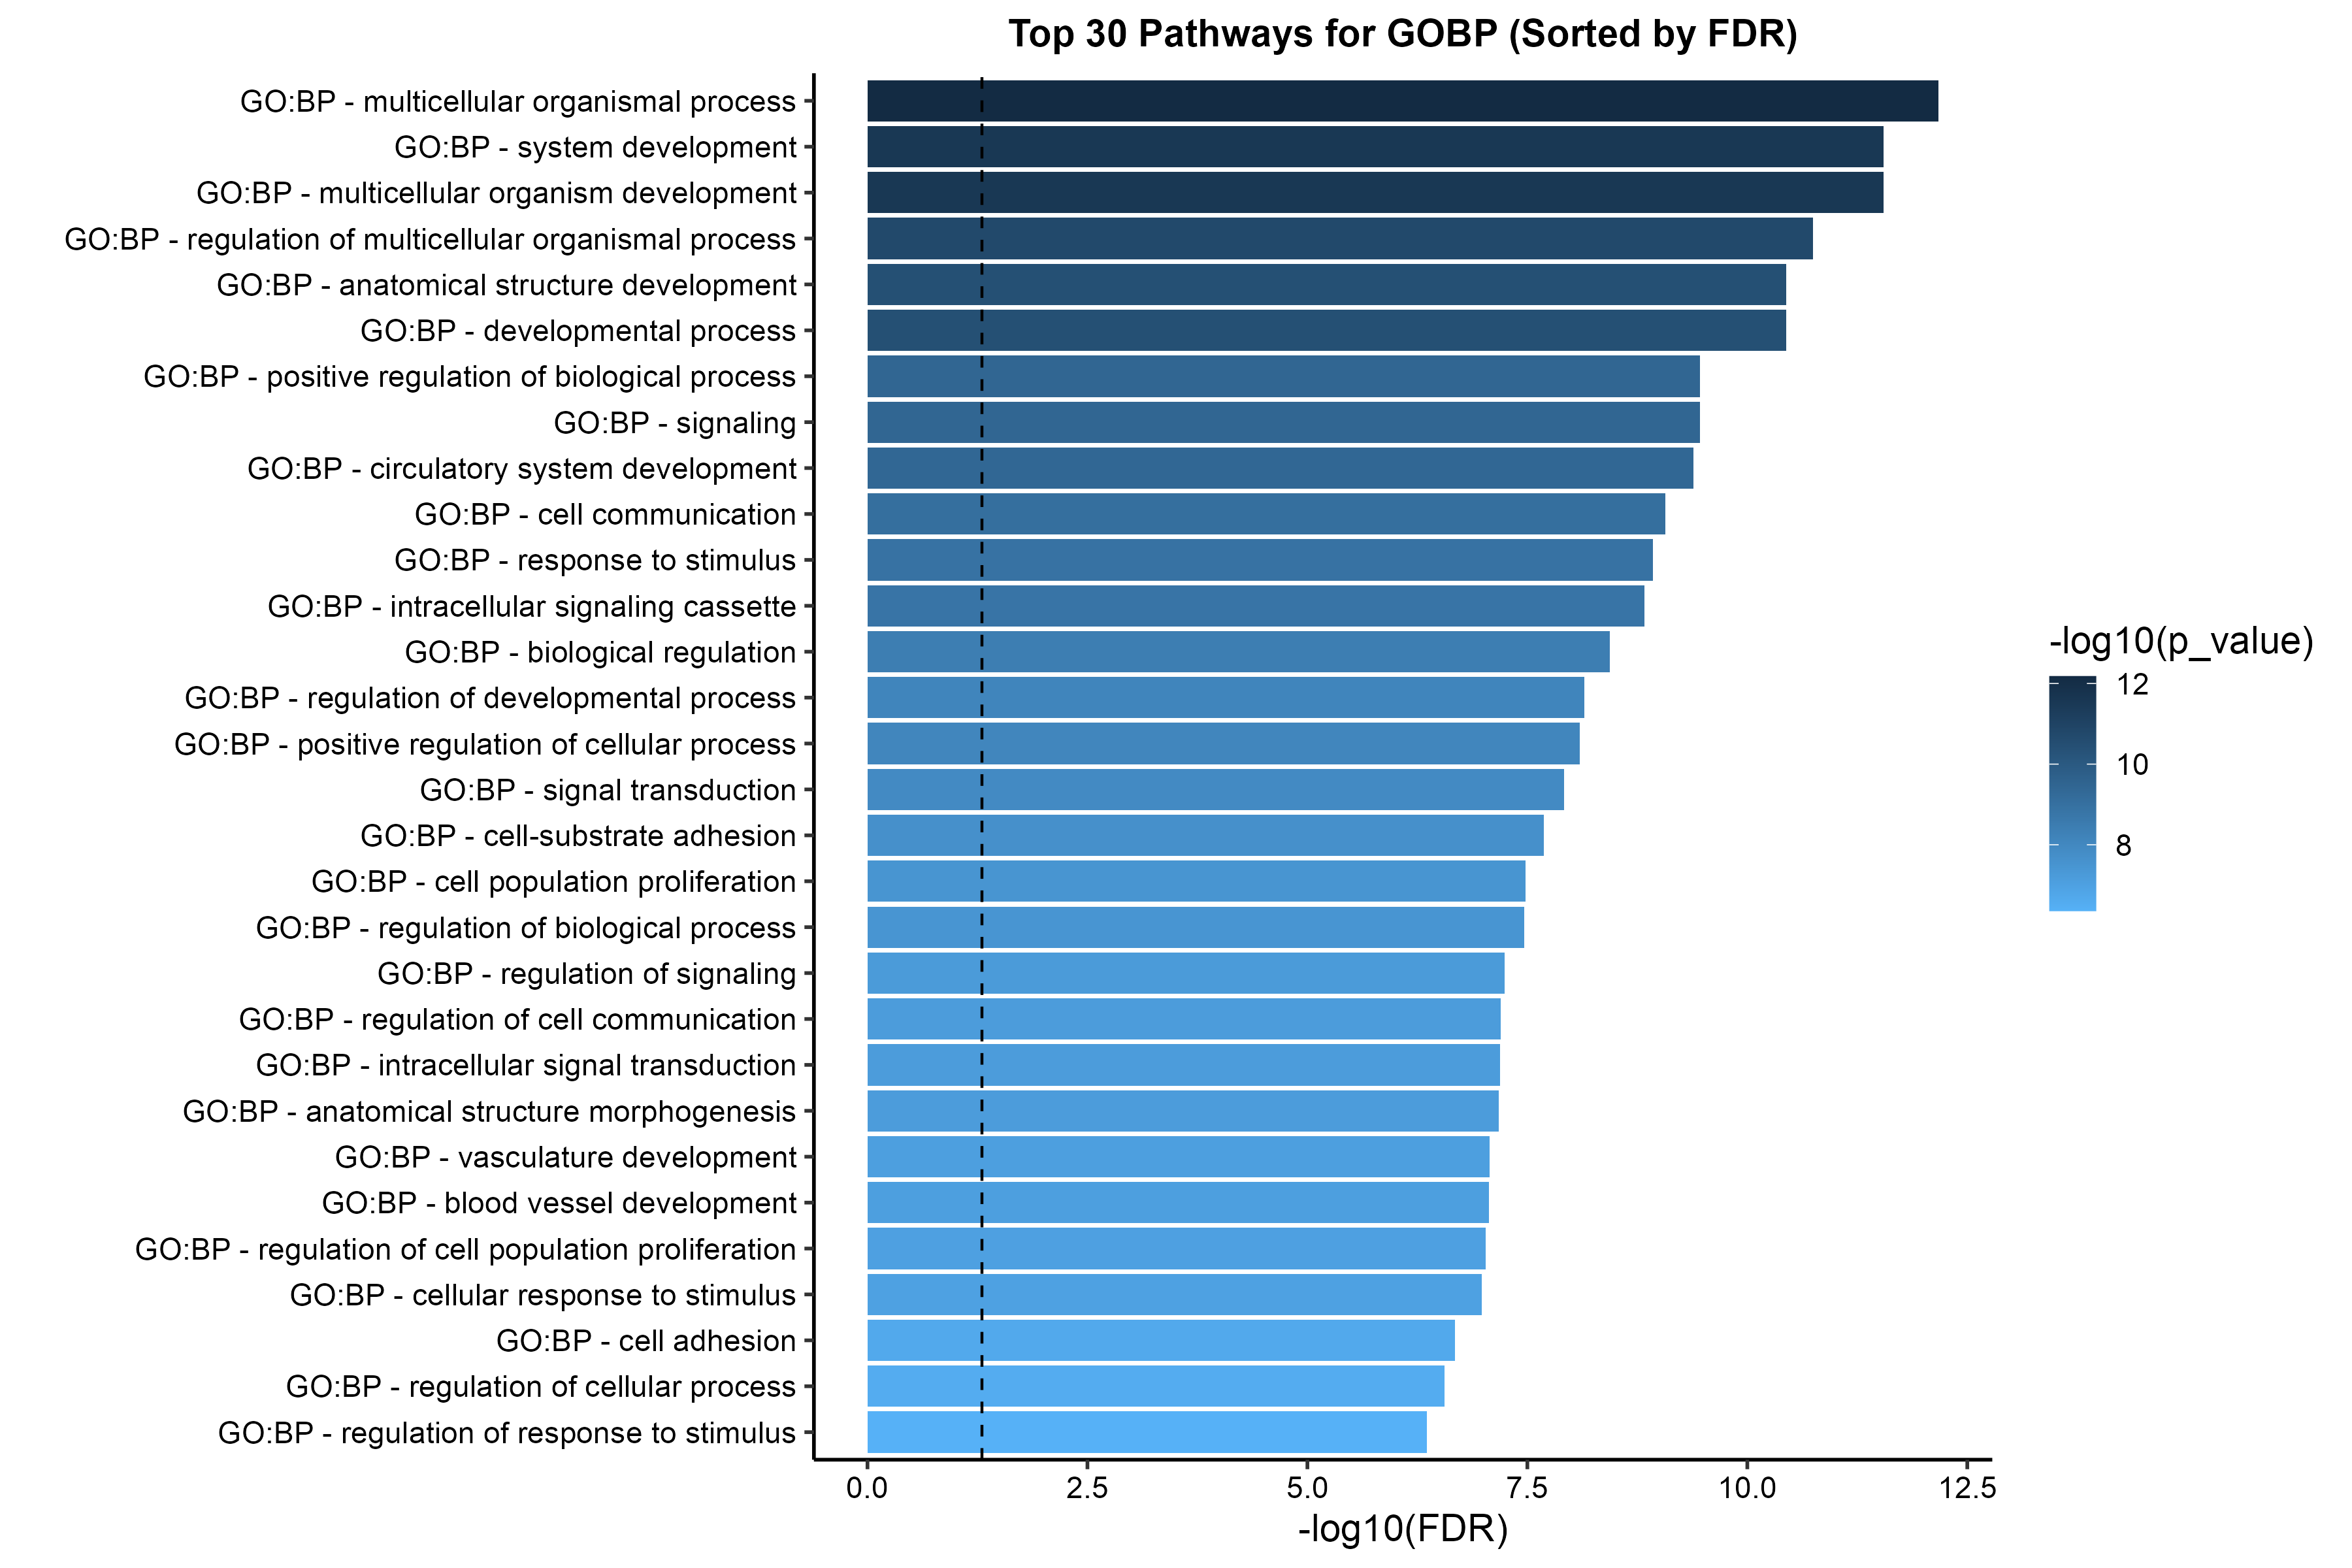 Top 30 Pathways for GOBP (Sorted by FDR)
GO:BP - multicellular organismal process
GO:BP - system development
GO:BP - multicellular organism development
GO:BP - regulation of multicellular organismal process
GO:BP - anatomical structure development
GO:BP - developmental process
GO:BP - positive regulation of biological process
GO:BP - signaling
GO:BP - circulatory system development
GO:BP - cell communication
GO:BP - response to stimulus
GO:BP - intracellular signaling cassette
GO:BP - biological regulation
GO:BP - regulation of developmental process
GO:BP - positive regulation of cellular process
GO:BP - signal transduction
GO:BP - cell-substrate adhesion
GO:BP - cell population proliferation
GO:BP - regulation of biological process
GO:BP - regulation of signaling
GO:BP - regulation of cell communication
GO:BP - intracellular signal transduction
GO:BP - anatomical structure morphogenesis
GO:BP - vasculature development
GO:BP - blood vessel development
GO:BP - regulation of cell population proliferation
GO:BP - cellular response to stimulus
GO:BP - cell adhesion
GO:BP - regulation of cellular process
GO:BP - regulation of response to stimulus
0.0 2.5 5.0 7.5 10.0 12.5
-log10(FDR)
-log10(p_value)
12
10
8